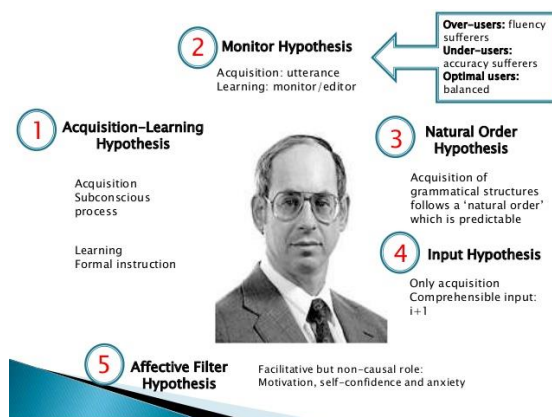 Over-users: fluency
sufferers
Under-users:
accuracy sufferers
Optimal users:
balanced
2
Monitor Hypothesis
Acquisition: utterance
Learning: monitor/editor
1
Acquisition-Learning
Hypothesis
Acquisition
Subconscious
process
Learning
Formal instruction
3
Natural Order
Hypothesis
Acquisition of
grammatical structures
follows a ‘natural order’
which is predictable
4
Input Hypothesis
Only acquisition
Comprehensible input:
i+1
5
Affective Filter
Hypothesis
Facilitative but non-causal role:
Motivation, self-confidence and anxiety